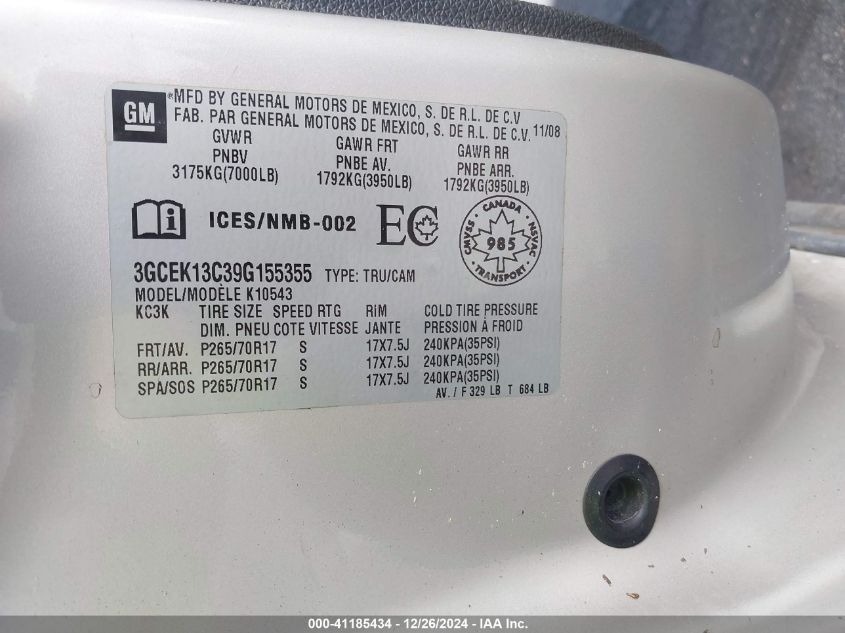 GM
*MFD BY GENERAL MOTORS DE MEXICO, S. DE R.L. DE C.V
FAB. PAR GENERAL MOTORS DE MEXICO, S. DE R.L. DE C.V. 11/08
GVWR GAWR FRT GAWR RR
PNBV PNBE AV. PNBE ARR.
3175KG(7000LB) 1792KG(3950LB) 1792KG(3950LB)
i ICES/NMB-002 EC
CANADA
CMVSS 985 NSVAC
TRANSPORT
3GCEK13C39G155355 TYPE: TRU/CAM
MODEL/MODÈLE K10543
KC3K TIRE SIZE SPEED RTG RIM COLD TIRE PRESSURE
DIM. PNEU COTE VITESSE JANTE PRESSION À FROID
FRT/AV. P265/70R17 S 17X7.5J 240KPA(35PSI)
RR/ARR. P265/70R17 S 17X7.5J 240KPA(35PSI)
SPA/SOS P265/70R17 S 17X7.5J 240KPA(35PSI)
AV. / F 329 LB T 684 LB
000-41185434 - 12/26/2024 - IAA Inc.